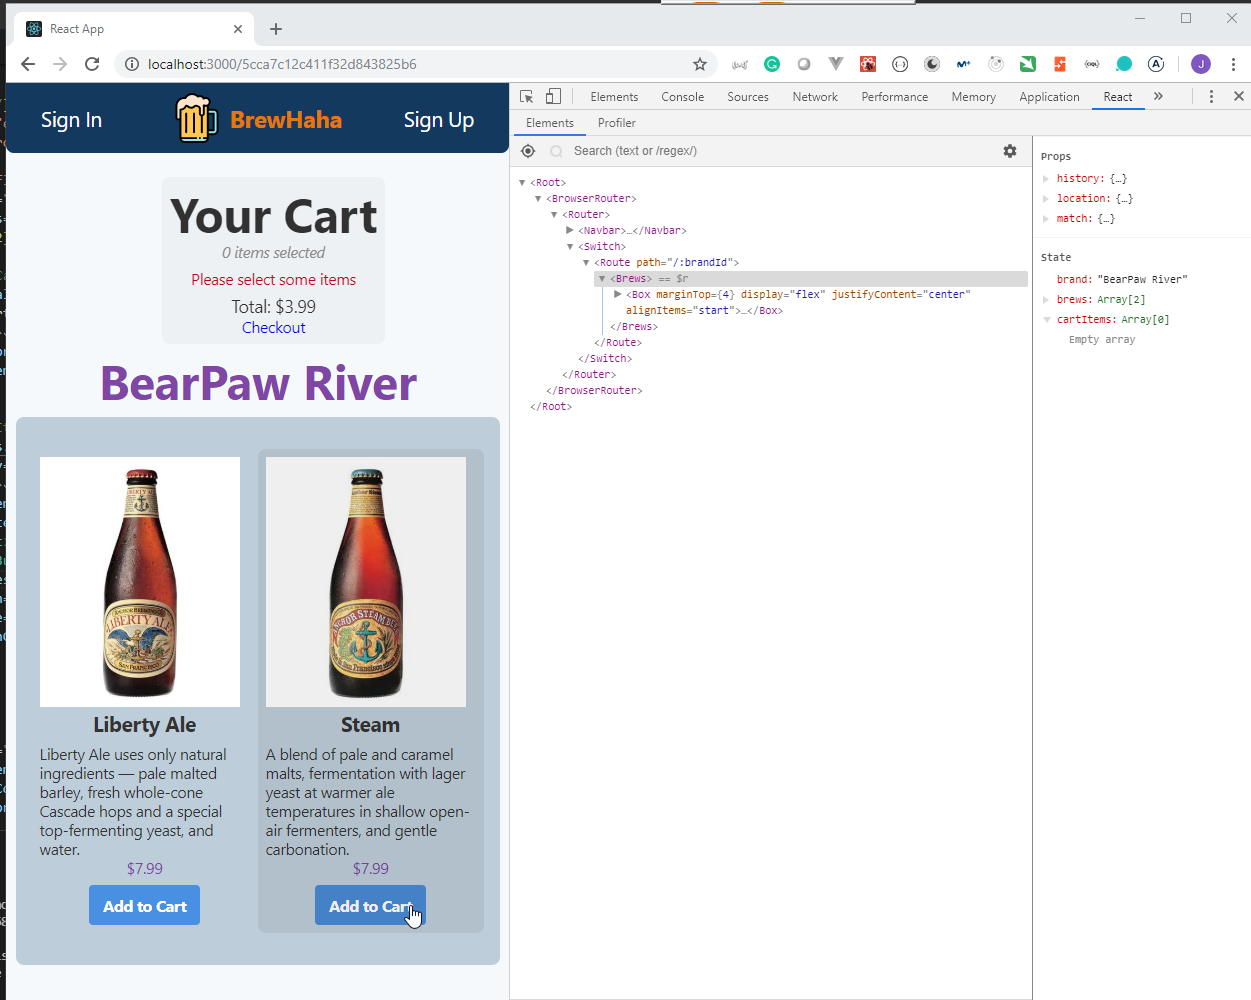 React App
localhost:3000/5cca7c12c411f32d843825b6
J
Sign In
BrewHaha
Sign Up
Your Cart
0 items selected
Please select some items
Total: $3.99
Checkout
BearPaw River
Liberty Ale
Liberty Ale uses only natural
ingredients — pale malted
barley, fresh whole-cone
Cascade hops and a special
top-fermenting yeast, and
water.
$7.99
Add to Cart
Steam
A blend of pale and caramel
malts, fermentation with lager
yeast at warmer ale
temperatures in shallow open-
air fermenters, and gentle
carbonation.
$7.99
Add to Cart
Elements
Console
Sources
Network
Performance
Memory
Application
React
Elements
Profiler
Search (text or /regex/)
<Root>
<BrowserRouter>
<Router>
<Navbar>…</Navbar>
<Switch>
<Route path="/:brandId">
<Brews> == $r
<Box marginTop={4} display="flex" justifyContent="center"
alignItems="start">…</Box>
</Brews>
</Route>
</Switch>
</Router>
</BrowserRouter>
</Root>
Props
history: {…}
location: {…}
match: {…}
State
brand: "BearPaw River"
brews: Array[2]
cartItems: Array[0]
Empty array